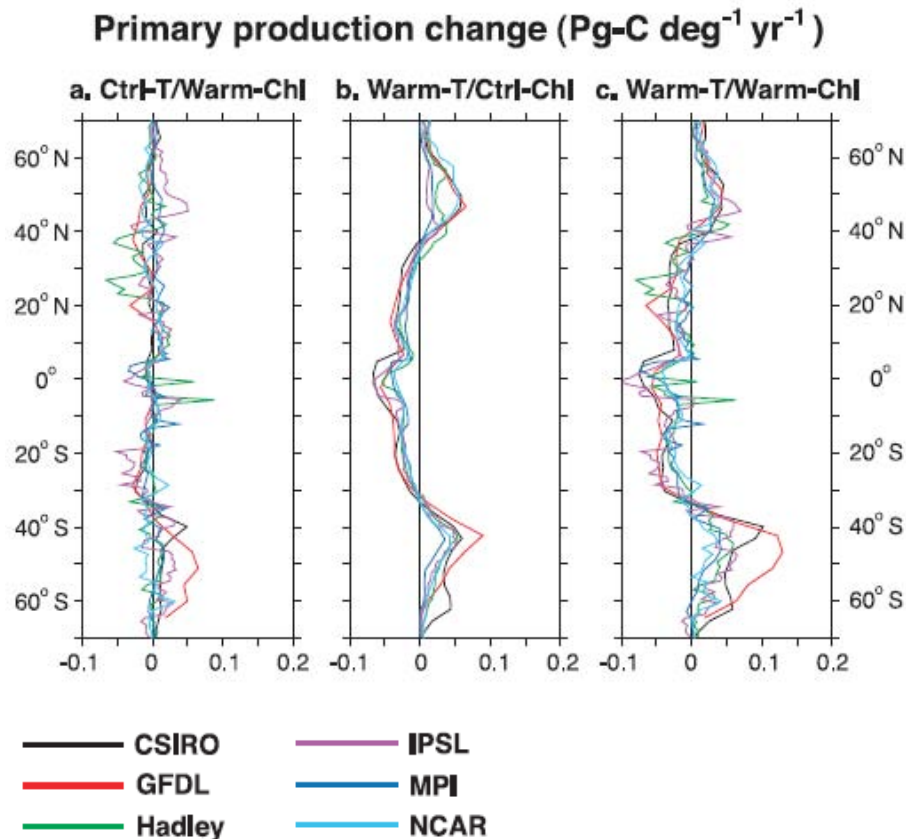 Primary production change (Pg-C deg⁻¹ yr⁻¹)
a. Ctrl-T/Warm-Chl b. Warm-T/Ctrl-Chl c. Warm-T/Warm-Chl
60° N 60° N
40° N 40° N
20° N 20° N
0° 0°
20° S 20° S
40° S 40° S
60° S 60° S
-0.1 0 0.1 0.2 -0.1 0 0.1 0.2 -0.1 0 0.1 0.2
CSIRO IPSL
GFDL MPI
Hadley NCAR